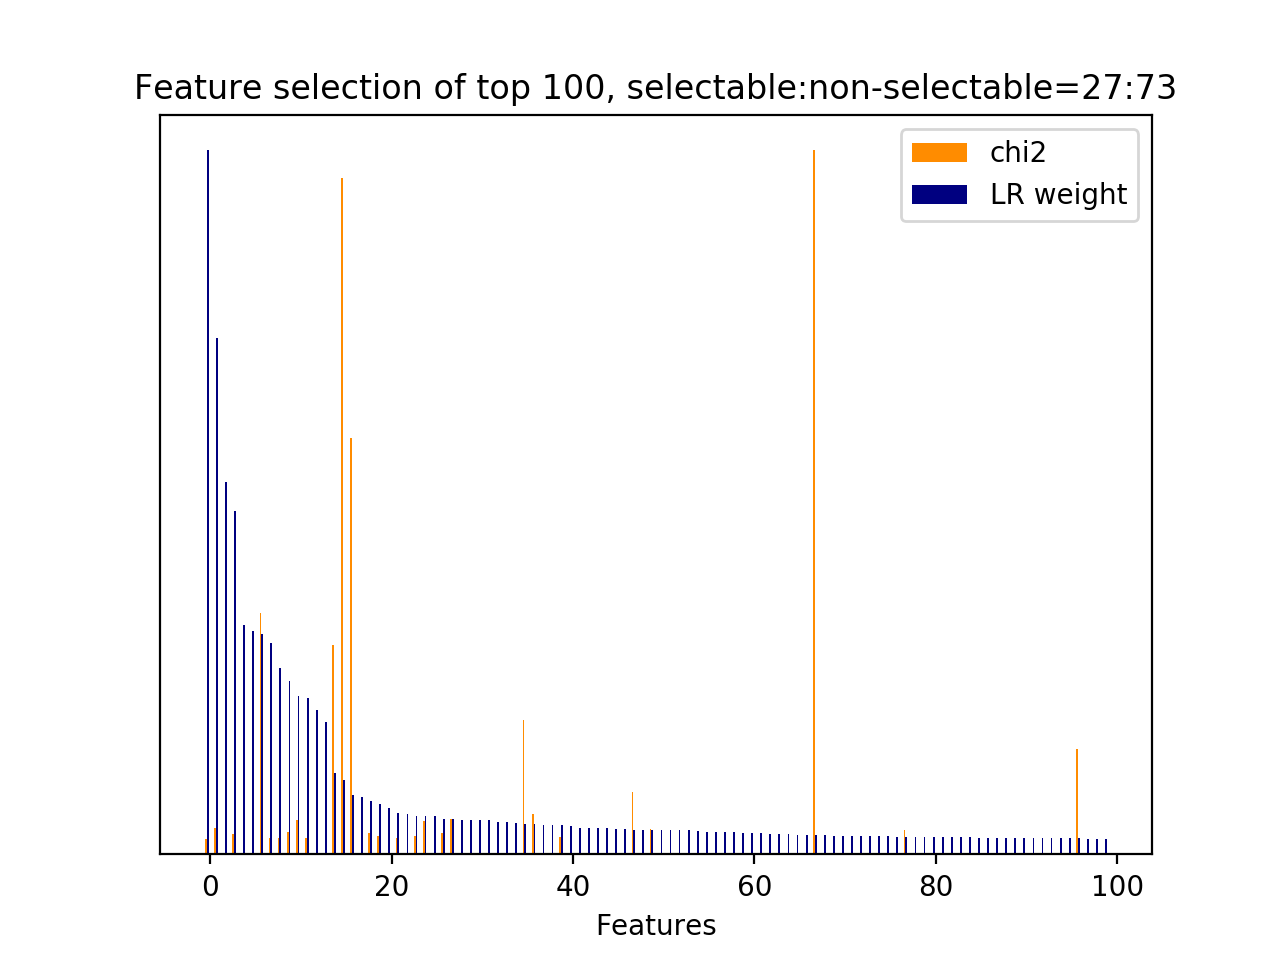 Feature selection of top 100, selectable:non-selectable=27:73
chi2
LR weight
0 20 40 60 80 100
Features